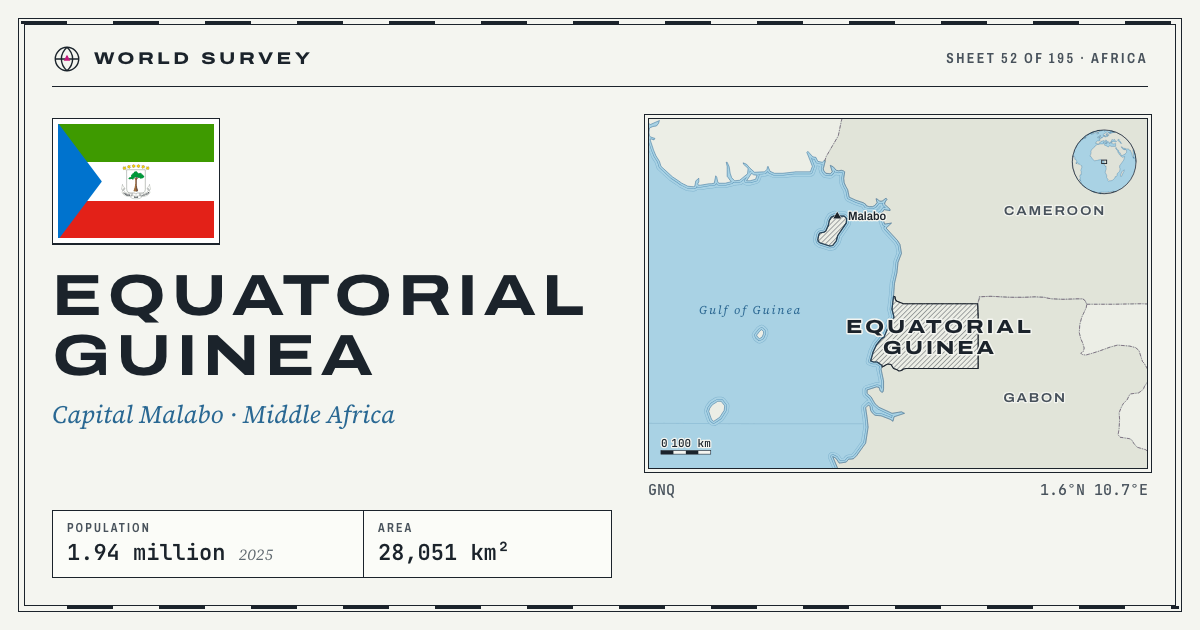 WORLD SURVEY
SHEET 52 OF 195 · AFRICA
EQUATORIAL
GUINEA
Capital Malabo · Middle Africa
POPULATION
1.94 million 2025
AREA
28,051 km²
CAMEROON
Malabo
Gulf of Guinea
EQUATORIAL
GUINEA
GABON
0 100 km
GNQ
1.6°N 10.7°E